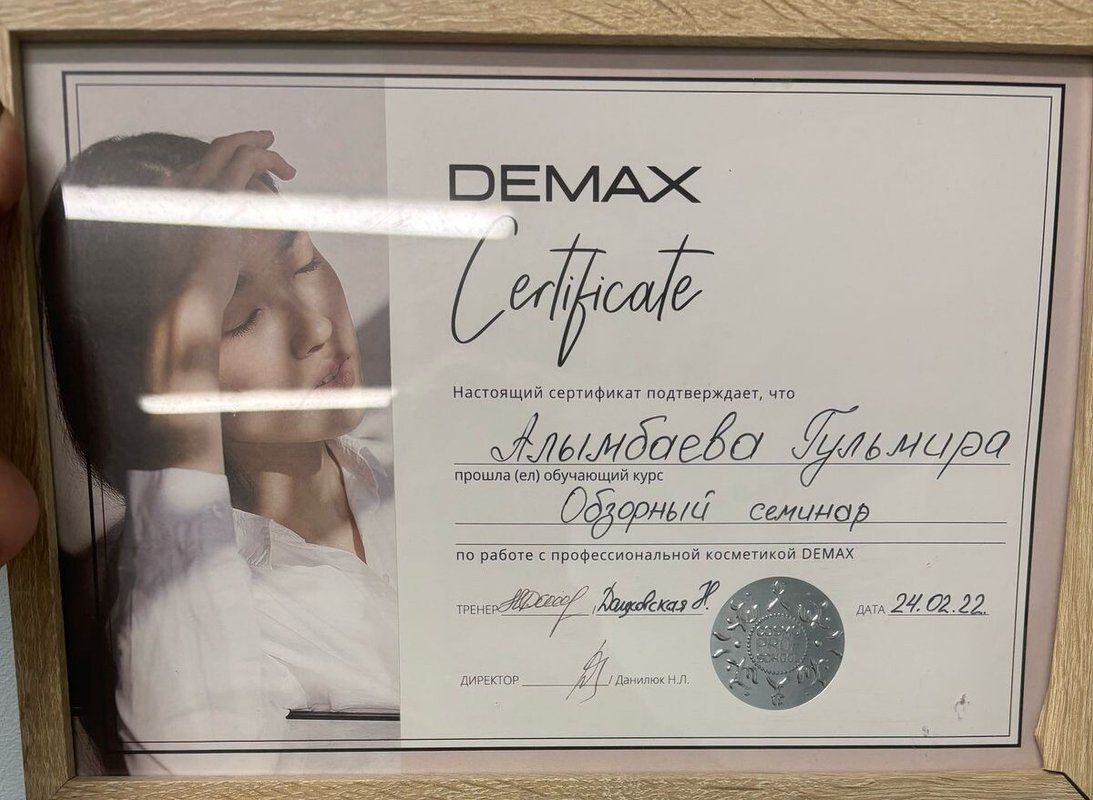 DEMAX
Certificate
Настоящий сертификат подтверждает, что
Алымбаева Гульмира
прошла (ел) обучающий курс
Обзорный семинар
по работе с профессиональной косметикой DEMAX
ТРЕНЕР / Дашковская Н. ДАТА 24.02.22.
ДИРЕКТОР / Данилюк Н.Л.